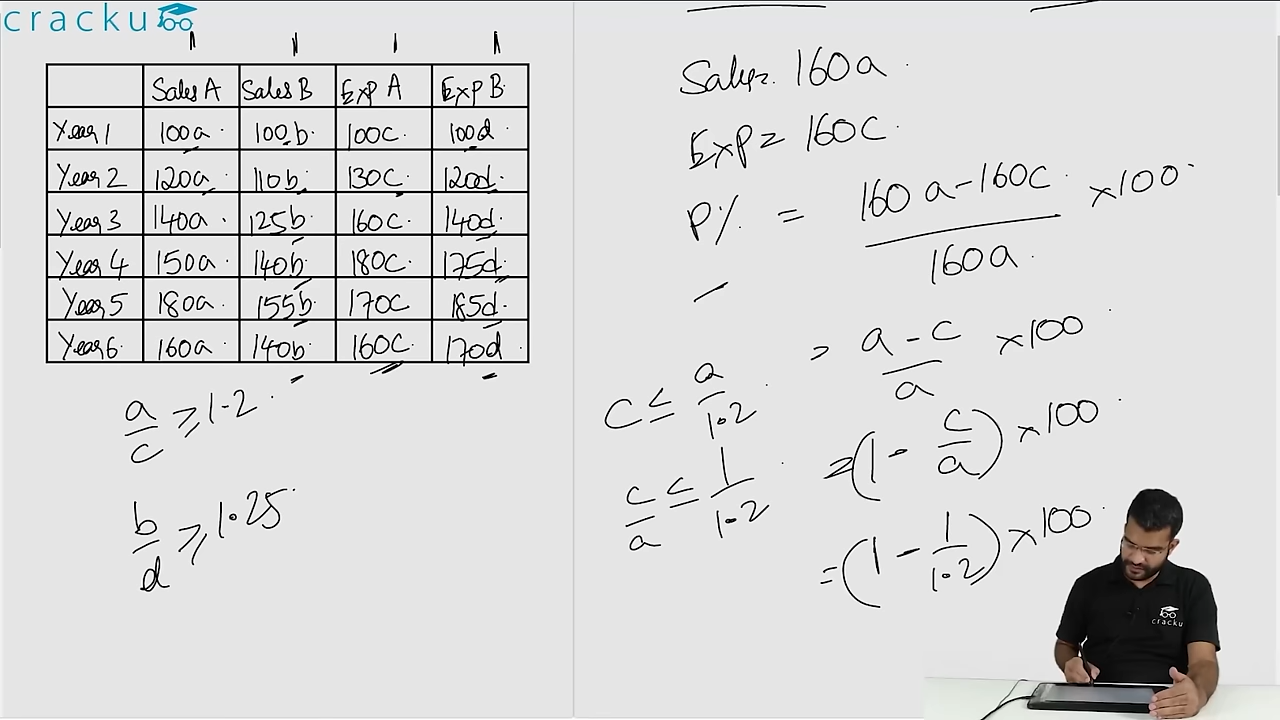 cracku
Sales A Sales B Exp A Exp B
Year 1 100a 100b 100c 100d
Year 2 120a 110b 130c 120d
Year 3 140a 125b 160c 140d
Year 4 150a 140b 180c 175d
Year 5 180a 155b 170c 185d
Year 6 160a 140b 160c 170d
a/c ≥ 1.2
b/d ≥ 1.25
Sales = 160a
Exp = 160c
P% = (160a - 160c)/160a × 100
= (a - c)/a × 100
c ≤ a/1.2
= (1 - c/a) × 100
c/a ≤ 1/1.2
= (1 - 1/1.2) × 100
cracku